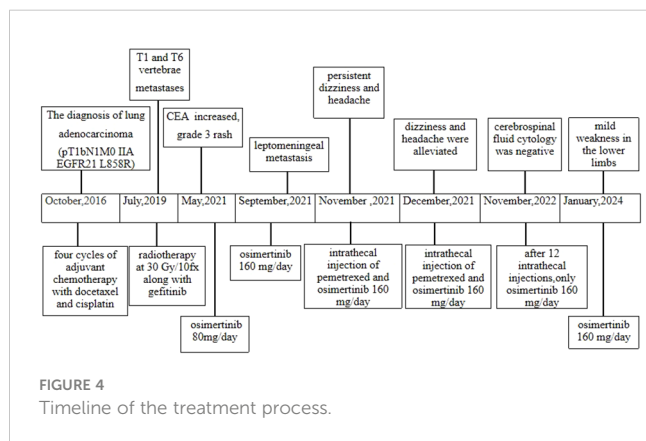 T1 and T6
vertebrae
metastases
persistent
dizziness and
headache
The diagnosis of lung
adenocarcinoma
(pT1bN1M0 IIA
EGFR21 L858R)
CEA increased,
grade 3 rash
leptomeningeal
metastasis
dizziness and
headache were
alleviated
cerebrospinal
fluid cytology
was negative
mild
weakness in
the lower
limbs
October,2016
July,2019
May,2021
September,2021
November ,2021
December,2021
November,2022
January,2024
four cycles of
adjuvant
chemotherapy
with docetaxel
and cisplatin
radiotherapy
at 30 Gy/10fx
along with
gefitinib
osimertinib
80mg/day
osimertinib
160 mg/day
intrathecal
injection of
pemetrexed and
osimertinib 160
mg/day
intrathecal
injection of
pemetrexed and
osimertinib 160
mg/day
after 12
intrathecal
injections,only
osimertinib 160
mg/day
osimertinib
160 mg/day
FIGURE 4
Timeline of the treatment process.